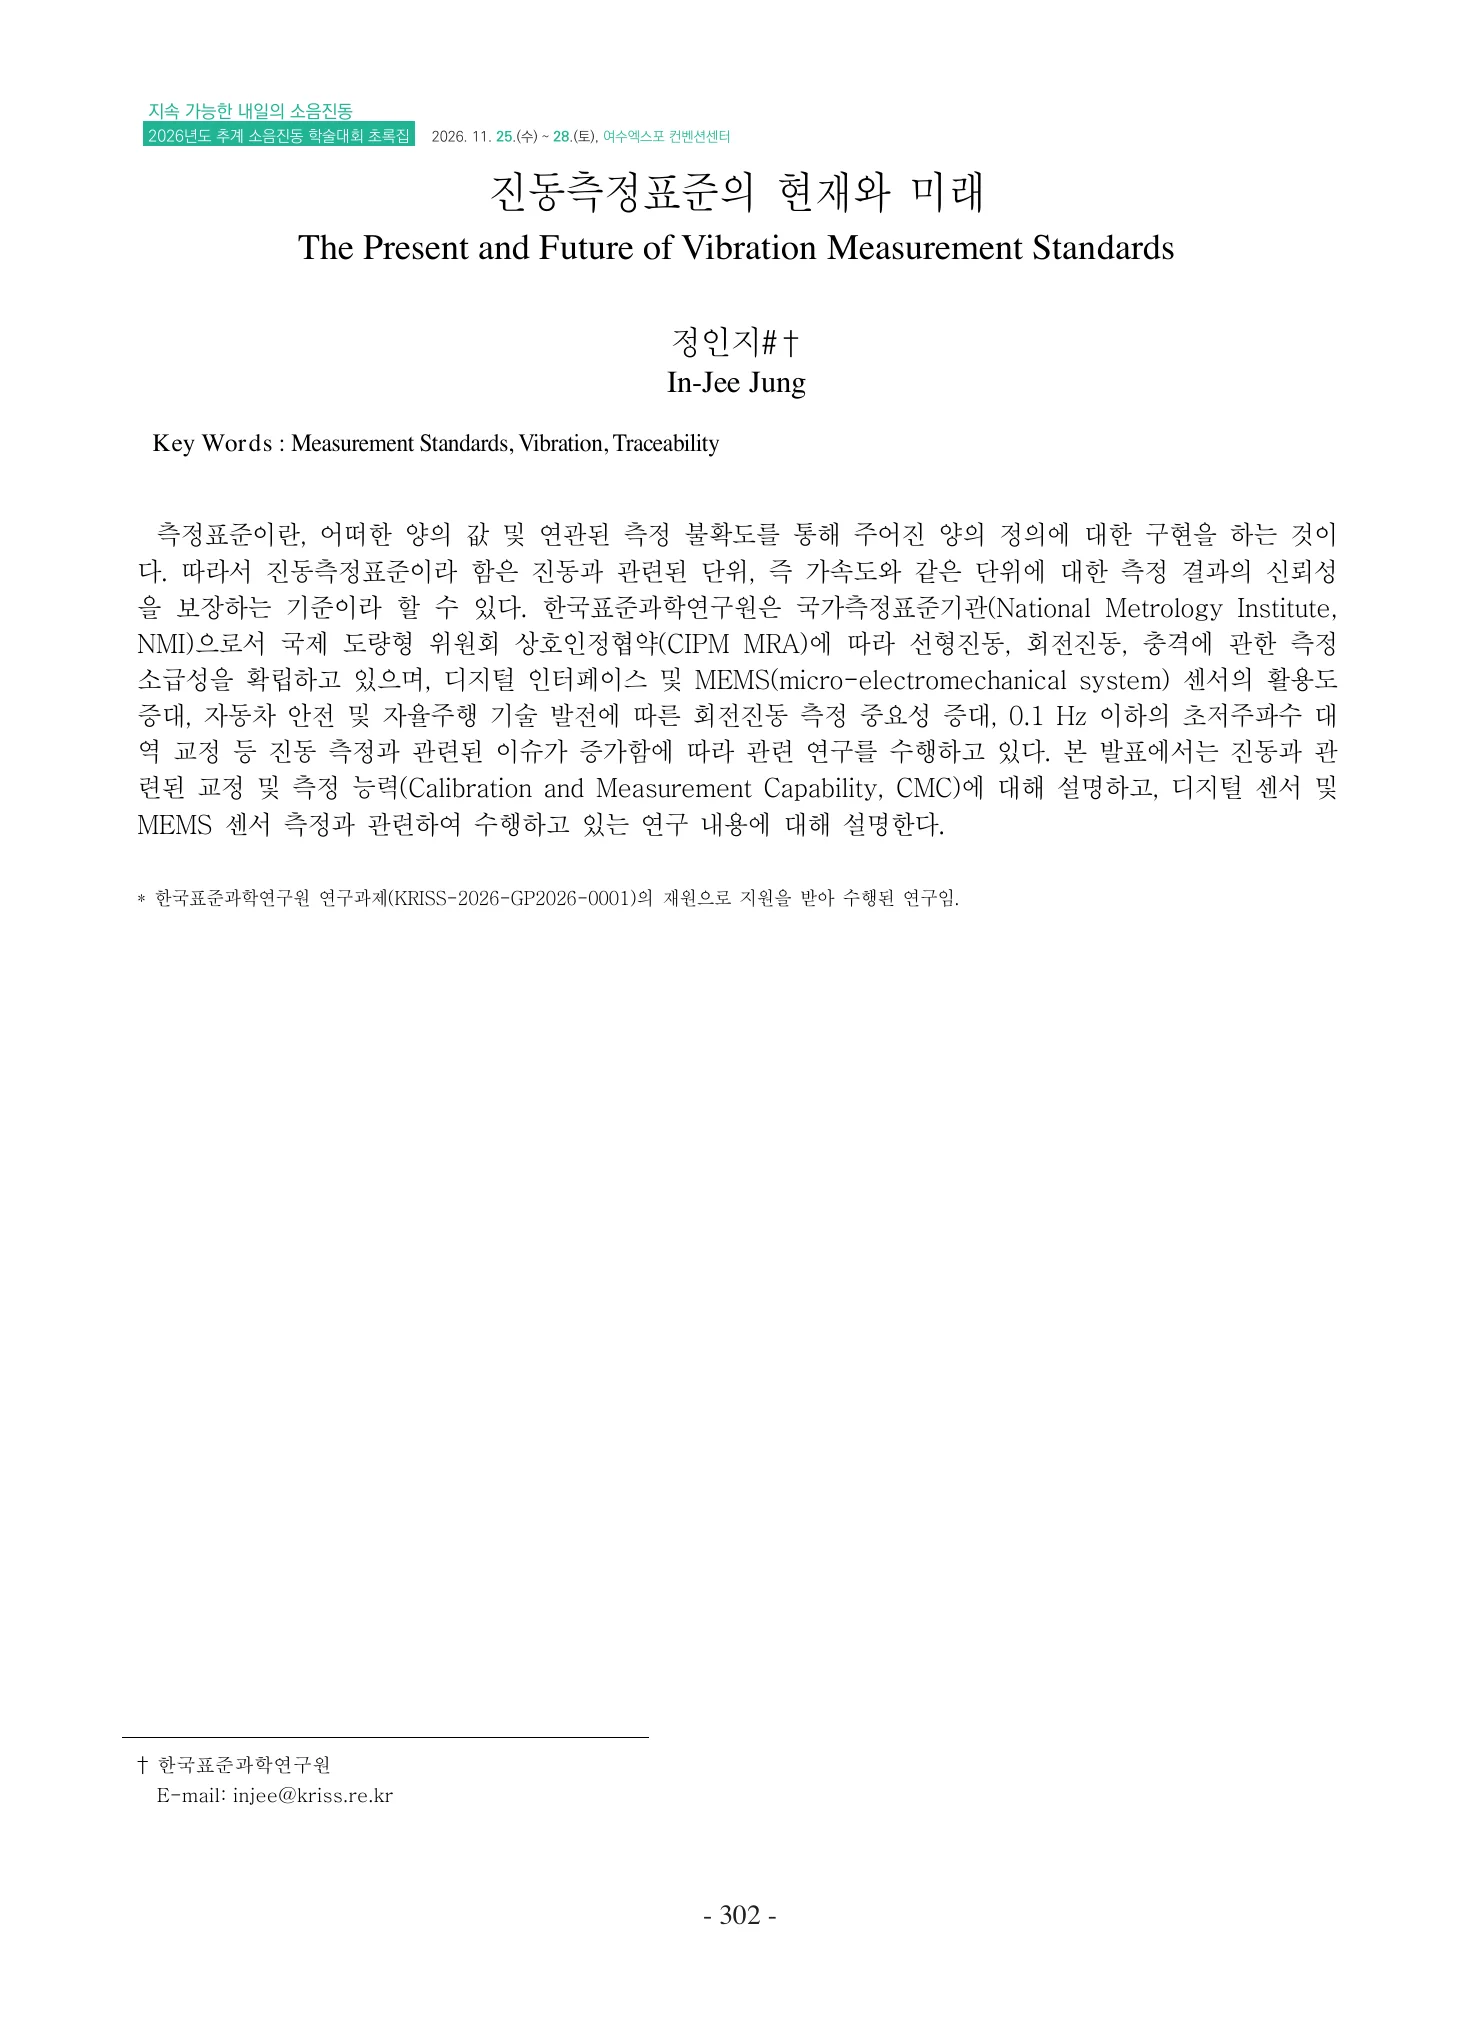 지속 가능한 내일의 소음진동
2026년도 추계 소음진동 학술대회 초록집 2026. 11. 25.(수) ~ 28.(토), 여수엑스포 컨벤션센터
진동측정표준의 현재와 미래
The Present and Future of Vibration Measurement Standards
정인지#†
In-Jee Jung
Key Words : Measurement Standards, Vibration, Traceability
측정표준이란, 어떠한 양의 값 및 연관된 측정 불확도를 통해 주어진 양의 정의에 대한 구현을 하는 것이
다. 따라서 진동측정표준이라 함은 진동과 관련된 단위, 즉 가속도와 같은 단위에 대한 측정 결과의 신뢰성
을 보장하는 기준이라 할 수 있다. 한국표준과학연구원은 국가측정표준기관(National Metrology Institute,
NMI)으로서 국제 도량형 위원회 상호인정협약(CIPM MRA)에 따라 선형진동, 회전진동, 충격에 관한 측정
소급성을 확립하고 있으며, 디지털 인터페이스 및 MEMS(micro-electromechanical system) 센서의 활용도
증대, 자동차 안전 및 자율주행 기술 발전에 따른 회전진동 측정 중요성 증대, 0.1 Hz 이하의 초저주파수 대
역 교정 등 진동 측정과 관련된 이슈가 증가함에 따라 관련 연구를 수행하고 있다. 본 발표에서는 진동과 관
련된 교정 및 측정 능력(Calibration and Measurement Capability, CMC)에 대해 설명하고, 디지털 센서 및
MEMS 센서 측정과 관련하여 수행하고 있는 연구 내용에 대해 설명한다.
* 한국표준과학연구원 연구과제(KRISS-2026-GP2026-0001)의 재원으로 지원을 받아 수행된 연구임.
† 한국표준과학연구원
E-mail: injee@kriss.re.kr
- 302 -